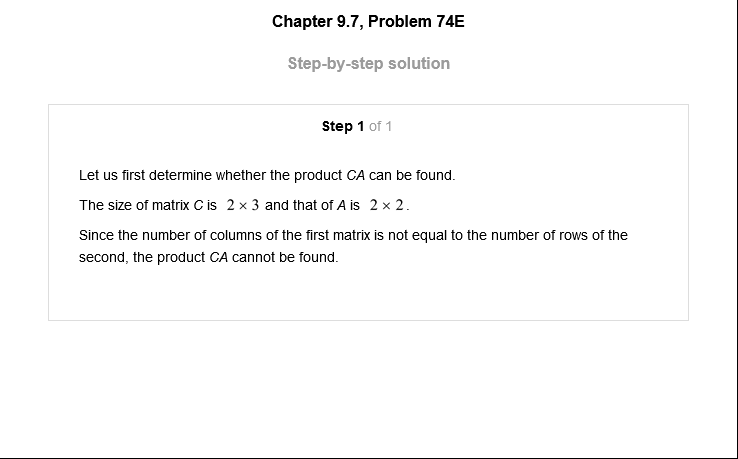 Chapter 9.7, Problem 74E
Step-by-step solution
Step 1 of 1
Let us first determine whether the product CA can be found.
The size of matrix C is 2 × 3 and that of A is 2 × 2.
Since the number of columns of the first matrix is not equal to the number of rows of the
second, the product CA cannot be found.